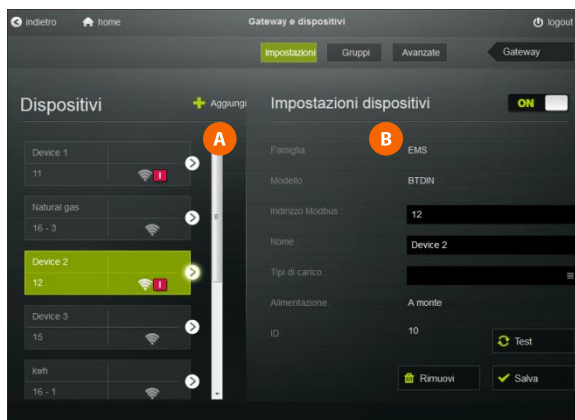 indietro home Gateway e dispositivi logout
Impostazioni Gruppi Avanzate Gateway
Dispositivi Aggiungi
A
Device 1
11 I
Natural gas
16 - 3
Device 2
12 I
Device 3
15
kwh
16 - 1
Impostazioni dispositivi ON
B
Famiglia EMS
Modello : BTDIN
Indirizzo Modbus : 12
Nome : Device 2
Tipi di carico :
Alimentazione: A monte
ID: 10
Test
Rimuovi Salva